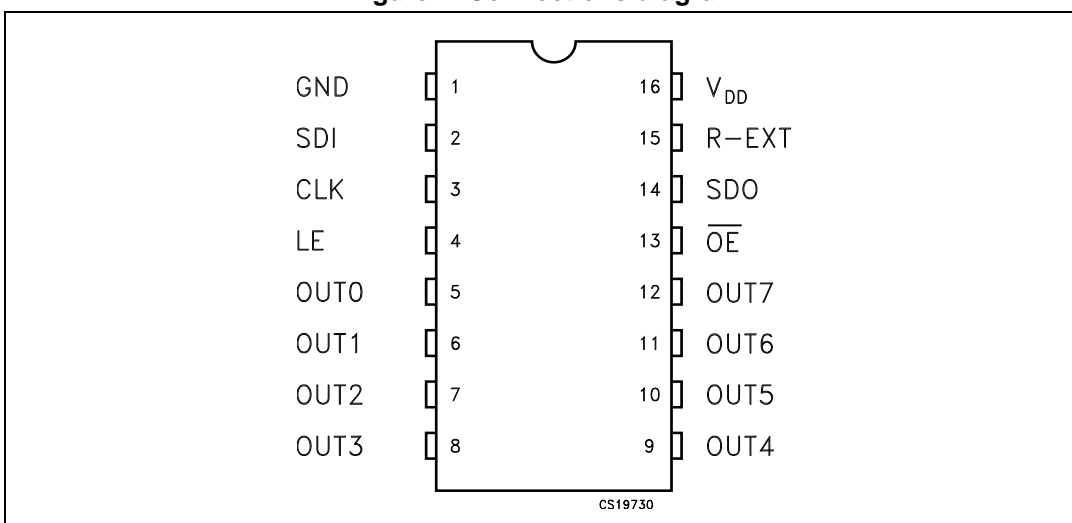 GND 1 16 VDD
SDI 2 15 R-EXT
CLK 3 14 SDO
LE 4 13 OE
OUT0 5 12 OUT7
OUT1 6 11 OUT6
OUT2 7 10 OUT5
OUT3 8 9 OUT4
CS19730